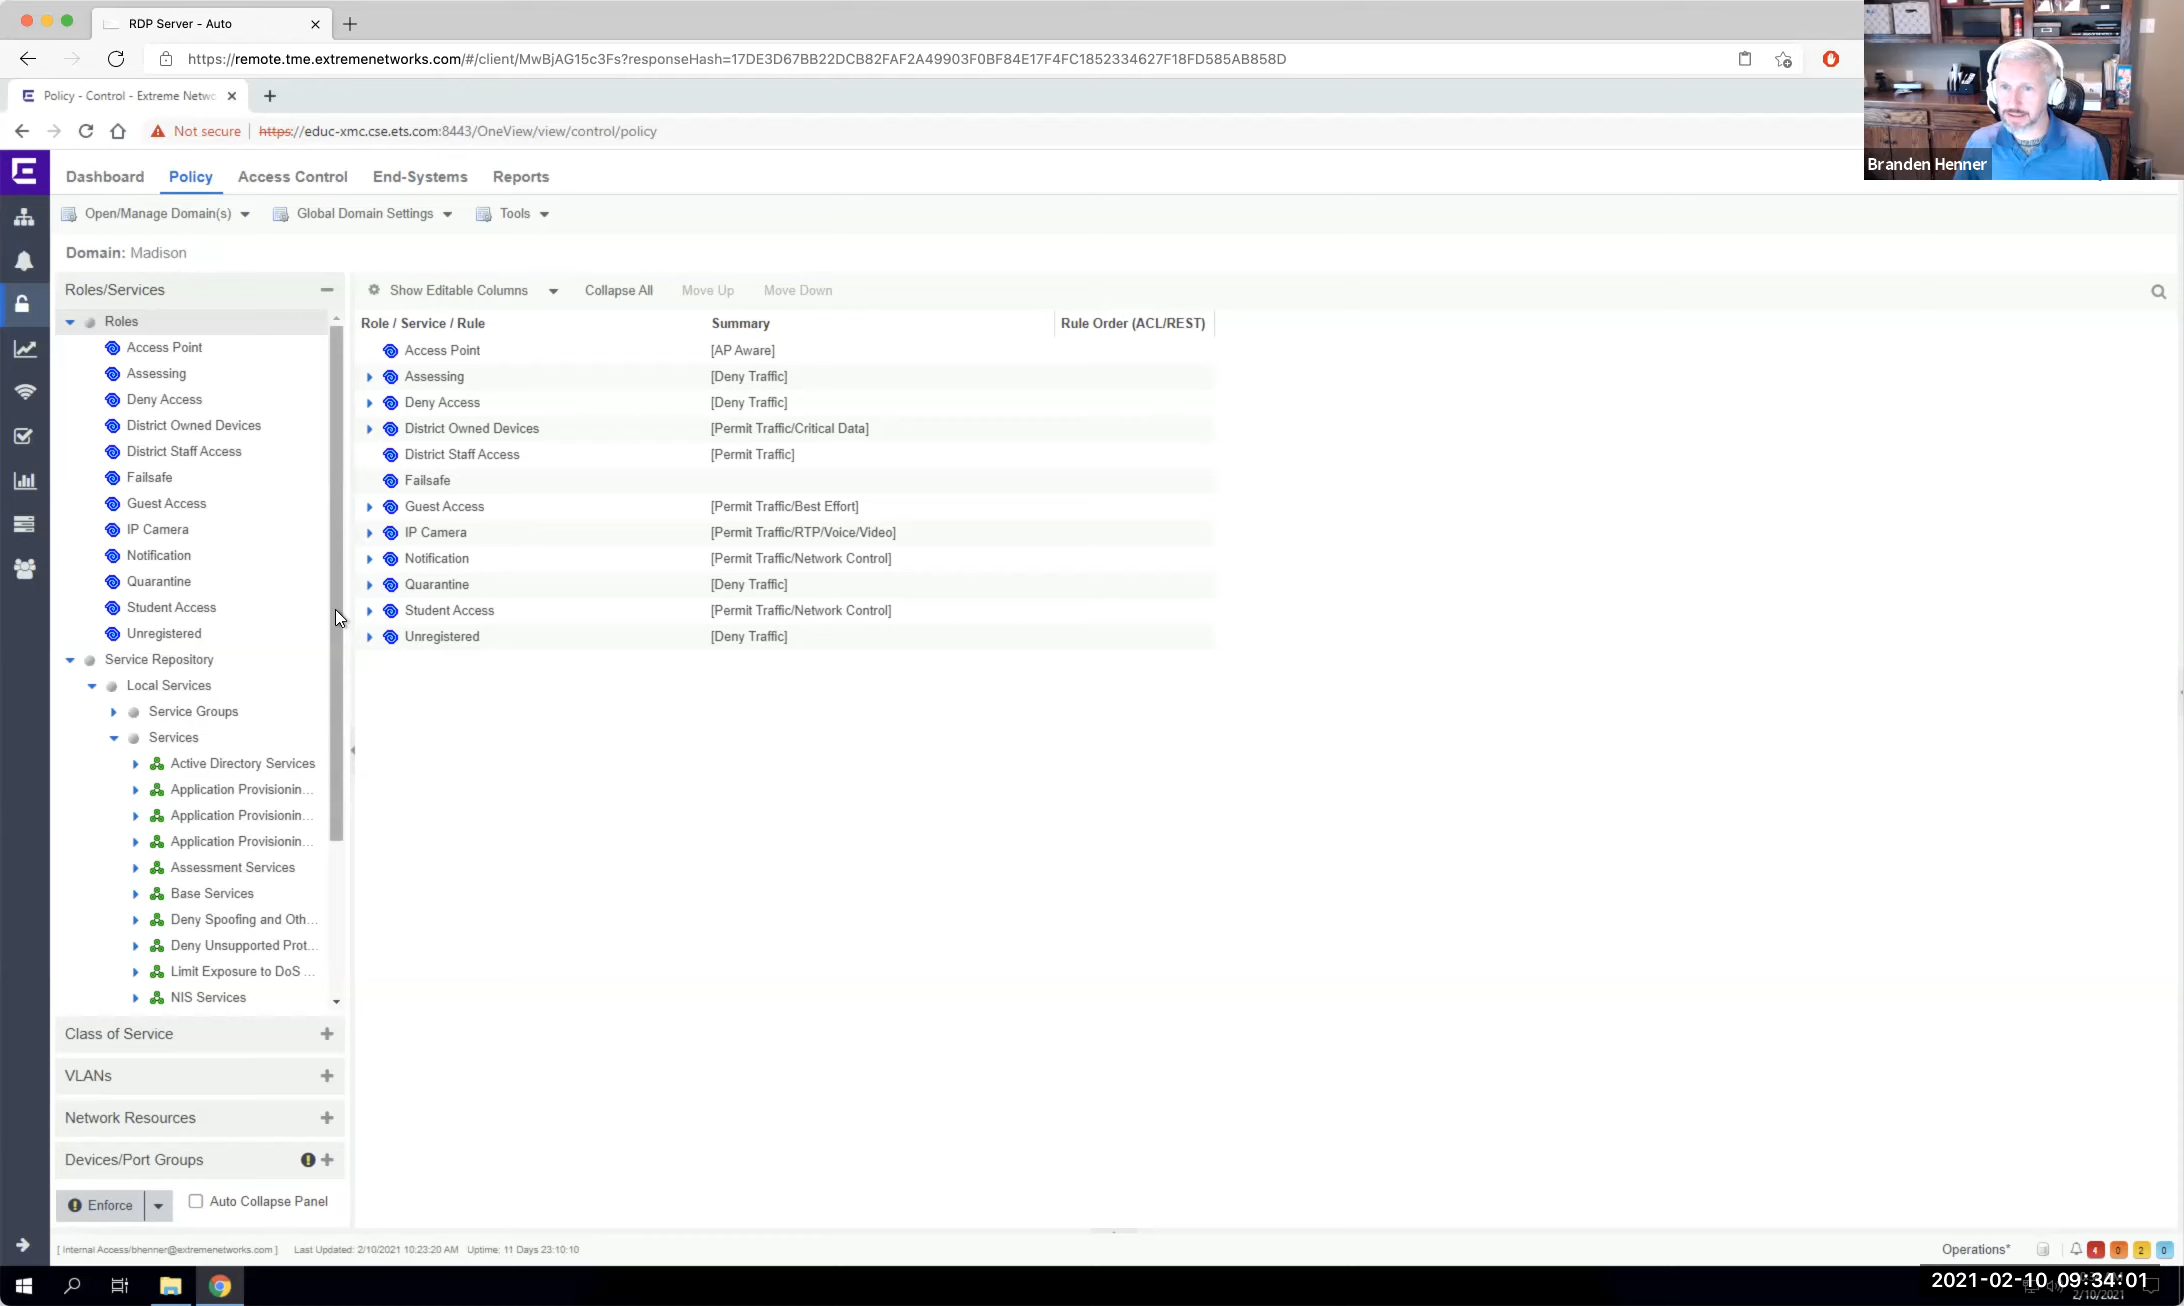 RDP Server - Auto
https://remote.tme.extremenetworks.com/#/client/MwBjAG15c3Fs?responseHash=17DE3D67BB22DCB82FAF2A49903F0BF84E17F4FC1852334627F18FD585AB858D
Policy - Control - Extreme Netwo
Not secure
https://educ-xmc.cse.ets.com:8443/OneView/view/control/policy
Branden Henner
Dashboard Policy Access Control End-Systems Reports
Open/Manage Domain(s) Global Domain Settings Tools
Domain: Madison
Roles/Services
Roles
Access Point
Assessing
Deny Access
District Owned Devices
District Staff Access
Failsafe
Guest Access
IP Camera
Notification
Quarantine
Student Access
Unregistered
Service Repository
Local Services
Service Groups
Services
Active Directory Services
Application Provisionin...
Application Provisionin...
Application Provisionin...
Assessment Services
Base Services
Deny Spoofing and Oth...
Deny Unsupported Prot...
Limit Exposure to DoS ...
NIS Services
Class of Service
VLANs
Network Resources
Devices/Port Groups
Enforce
Auto Collapse Panel
Show Editable Columns Collapse All Move Up Move Down
Role / Service / Rule Summary Rule Order (ACL/REST)
Access Point [AP Aware]
Assessing [Deny Traffic]
Deny Access [Deny Traffic]
District Owned Devices [Permit Traffic/Critical Data]
District Staff Access [Permit Traffic]
Failsafe
Guest Access [Permit Traffic/Best Effort]
IP Camera [Permit Traffic/RTP/Voice/Video]
Notification [Permit Traffic/Network Control]
Quarantine [Deny Traffic]
Student Access [Permit Traffic/Network Control]
Unregistered [Deny Traffic]
[ Internal Access/bhenner@extremenetworks.com ] Last Updated: 2/10/2021 10:23:20 AM Uptime: 11 Days 23:10:10
Operations* 4 0 2 0
2021-02-10 09:34:01
2/10/2021